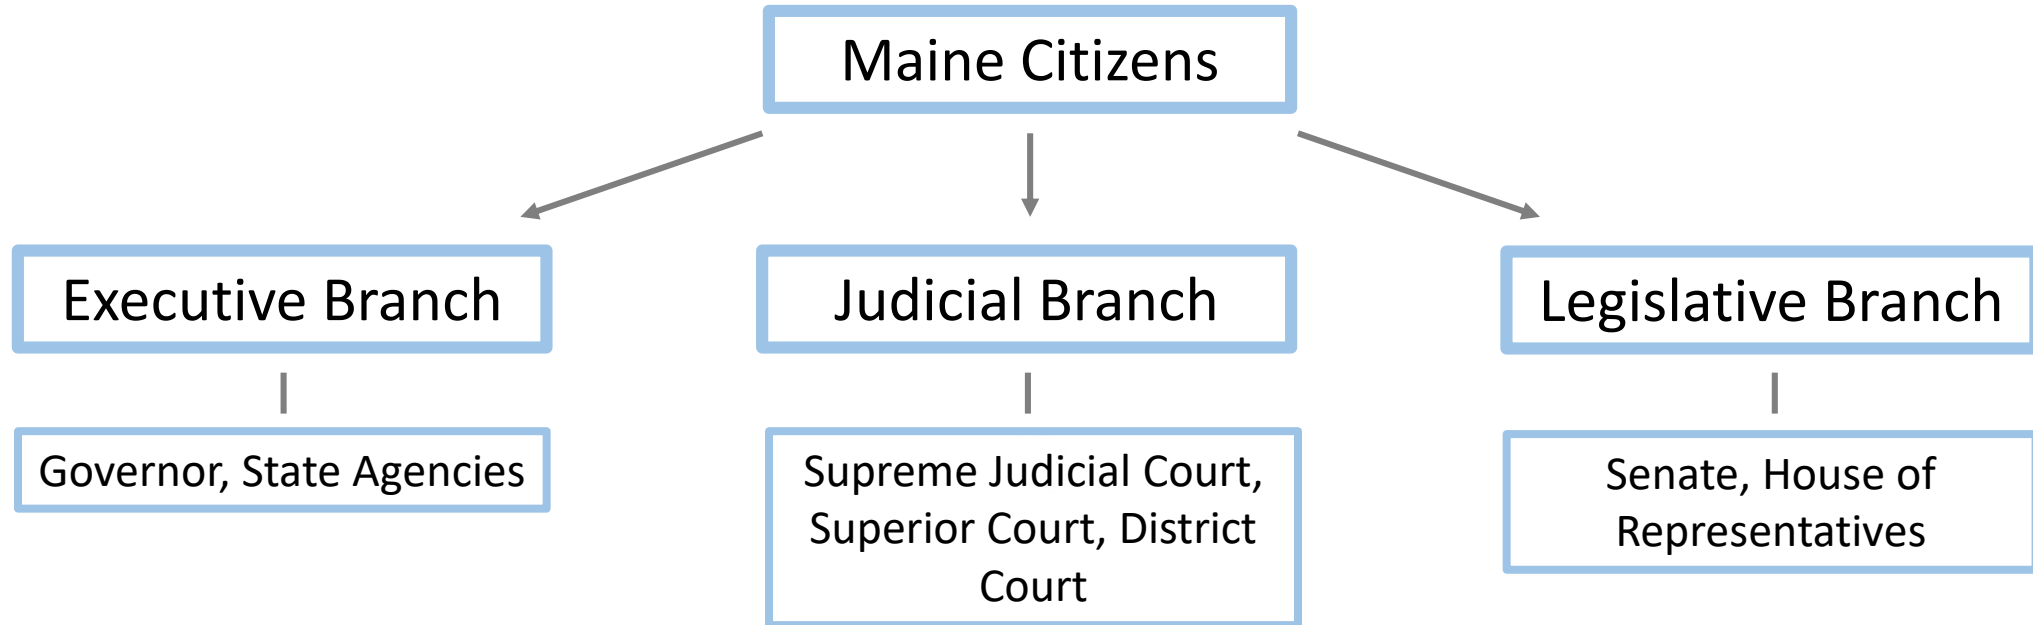 Maine Citizens
Executive Branch
Judicial Branch
Legislative Branch
Governor, State Agencies
Supreme Judicial Court,
Superior Court, District
Court
Senate, House of
Representatives